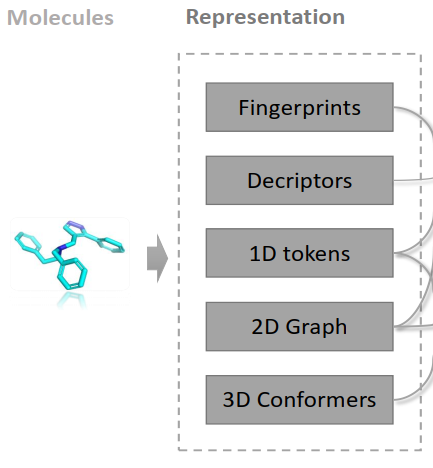 Molecules
Representation
Fingerprints
Decriptors
1D tokens
2D Graph
3D Conformers